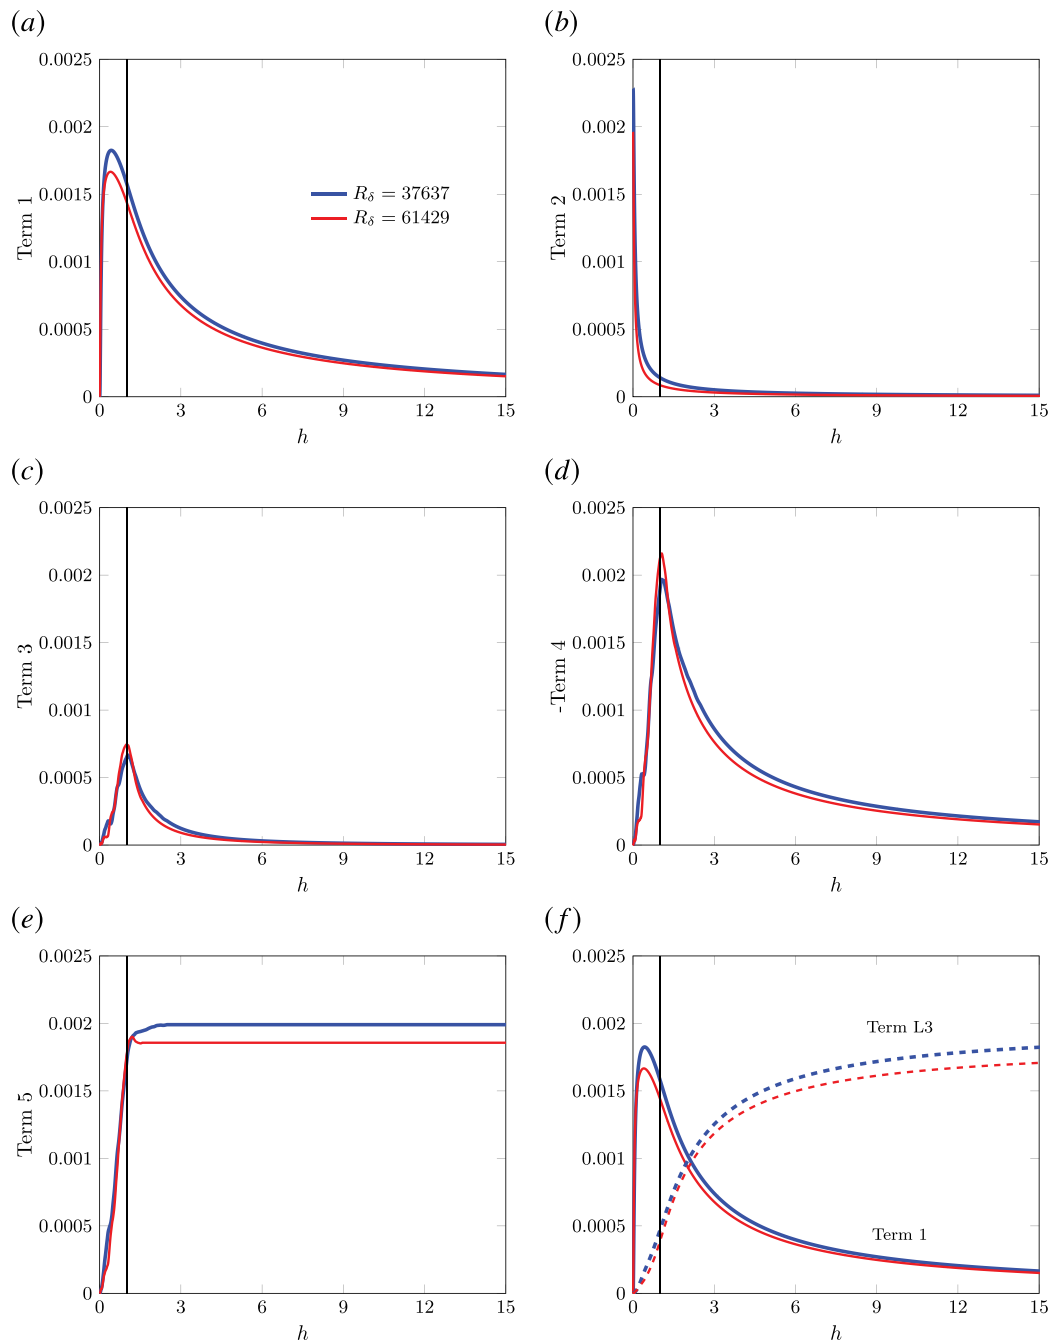 (a)
0.0025
0.002
0.0015
0.001
0.0005
0
Term 1
R_δ = 37637
R_δ = 61429
0 3 6 9 12 15
h
(b)
0.0025
0.002
0.0015
0.001
0.0005
0
Term 2
0 3 6 9 12 15
h
(c)
0.0025
0.002
0.0015
0.001
0.0005
0
Term 3
0 3 6 9 12 15
h
(d)
0.0025
0.002
0.0015
0.001
0.0005
0
-Term 4
0 3 6 9 12 15
h
(e)
0.0025
0.002
0.0015
0.001
0.0005
0
Term 5
0 3 6 9 12 15
h
(f)
0.0025
0.002
0.0015
0.001
0.0005
0
Term L3
Term 1
0 3 6 9 12 15
h